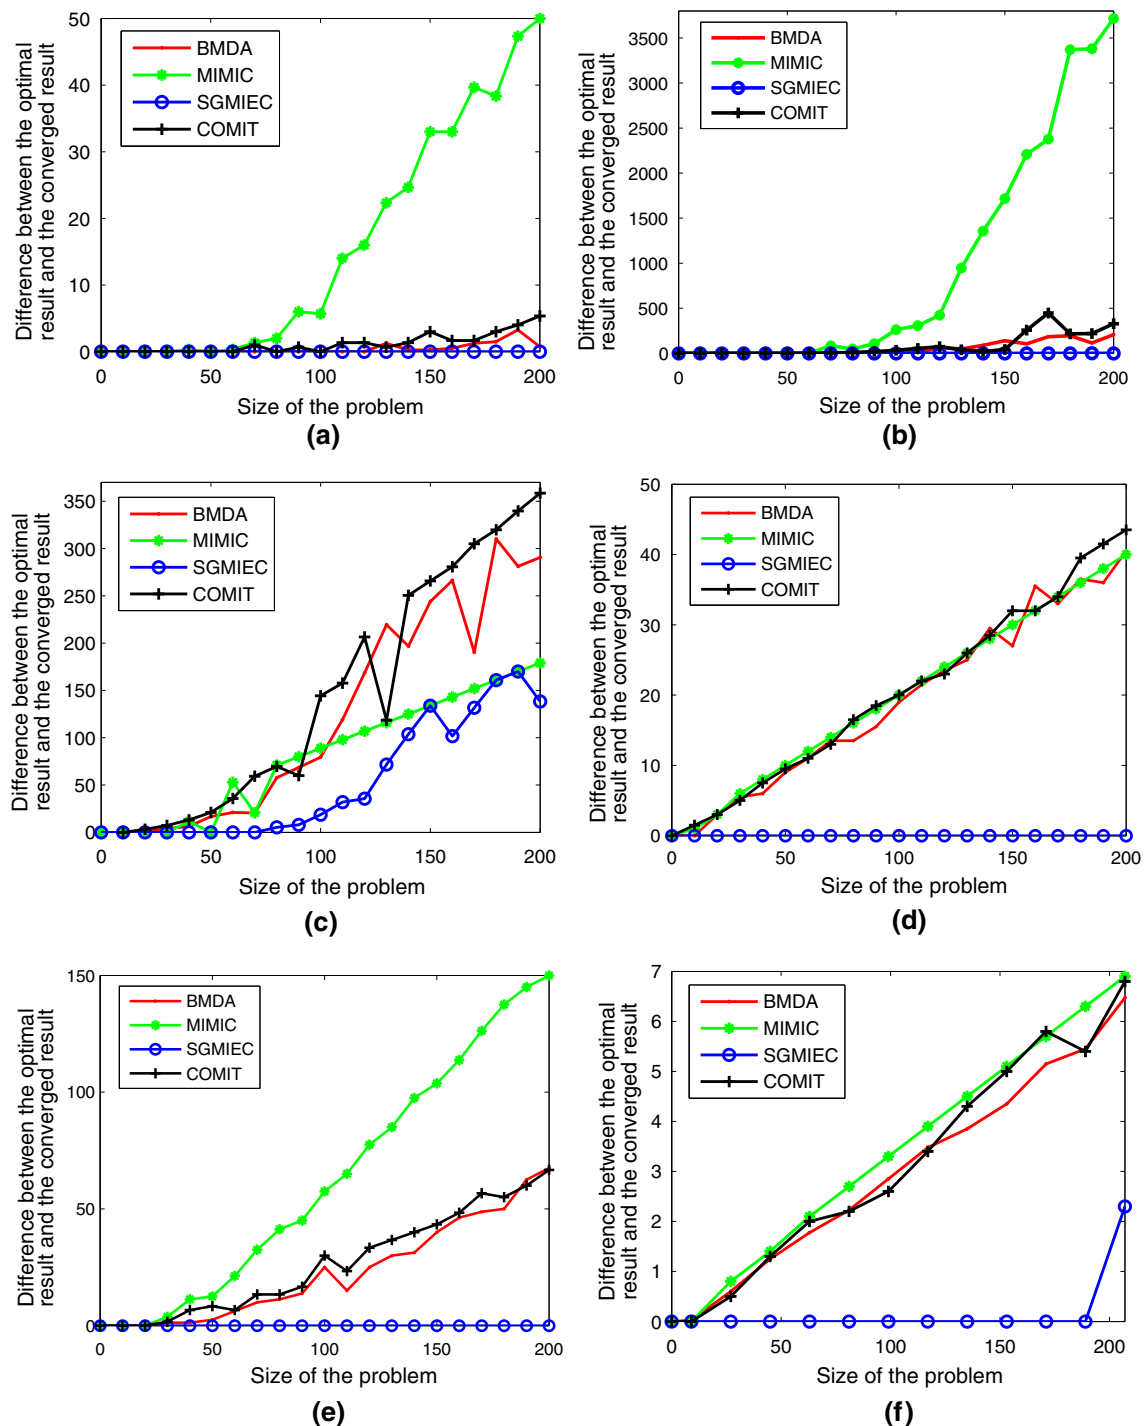 Difference between the optimal
result and the converged result
50
40
30
20
10
0
BMDA
MIMIC
SGMIEC
COMIT
0 50 100 150 200
Size of the problem
(a)
Difference between the optimal
result and the converged result
3500
3000
2500
2000
1500
1000
500
0
BMDA
MIMIC
SGMIEC
COMIT
0 50 100 150 200
Size of the problem
(b)
Difference between the optimal
result and the converged result
350
300
250
200
150
100
50
0
BMDA
MIMIC
SGMIEC
COMIT
0 50 100 150 200
Size of the problem
(c)
Difference between the optimal
result and the converged result
50
40
30
20
10
0
BMDA
MIMIC
SGMIEC
COMIT
0 50 100 150 200
Size of the problem
(d)
Difference between the optimal
result and the converged result
150
100
50
0
BMDA
MIMIC
SGMIEC
COMIT
0 50 100 150 200
Size of the problem
(e)
Difference between the optimal
result and the converged result
7
6
5
4
3
2
1
0
BMDA
MIMIC
SGMIEC
COMIT
0 50 100 150 200
Size of the problem
(f)